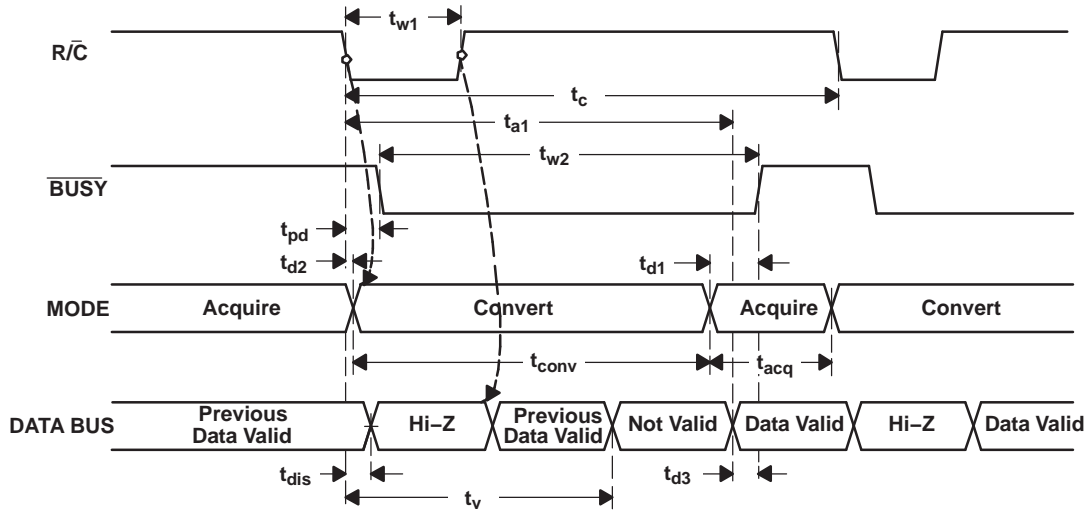 t_w1
R/C̅
t_c
t_a1
t_w2
B̅U̅S̅Y̅
t_pd
t_d2
t_d1
MODE
Acquire
Convert
Acquire
Convert
t_conv
t_acq
DATA BUS
Previous
Data Valid
Hi–Z
Previous
Data Valid
Not Valid
Data Valid
Hi–Z
Data Valid
t_dis
t_d3
t_v